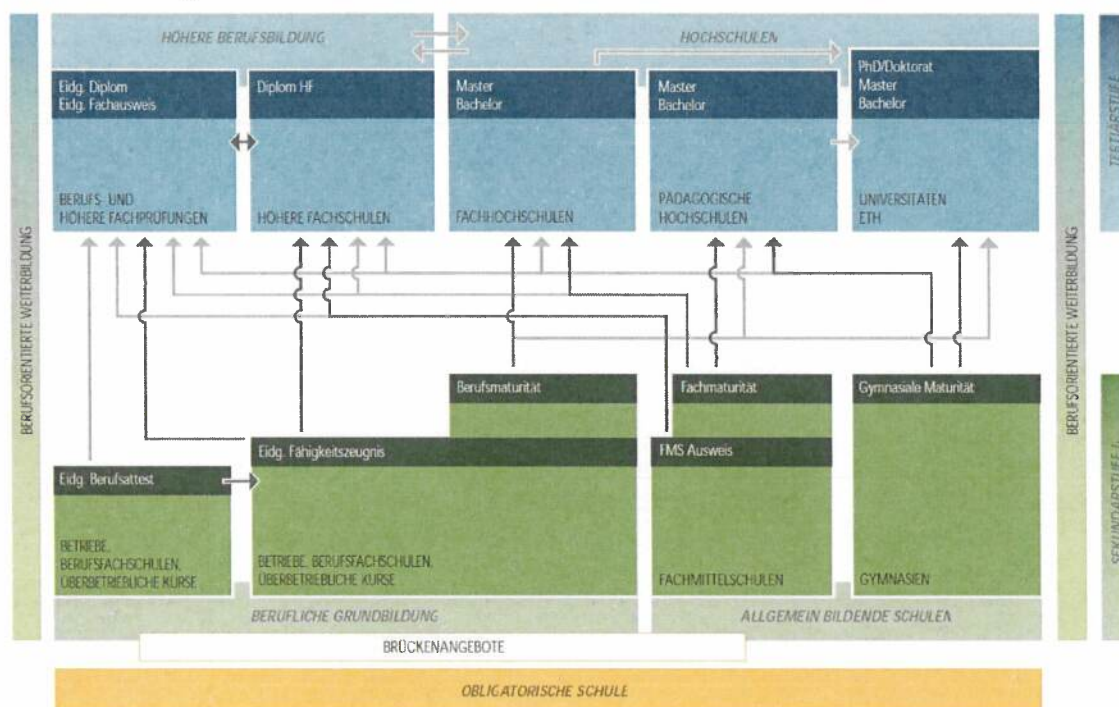 HÖHERE BERUFSBILDUNG
HOCHSCHULEN
Eidg. Diplom
Eidg. Fachausweis
Diplom HF
Master
Bachelor
Master
Bachelor
PhD/Doktorat
Master
Bachelor
BERUFS- UND
HÖHERE FACHPRÜFUNGEN
HÖHERE FACHSCHULEN
FACHHOCHSCHULEN
PÄDAGOGISCHE
HOCHSCHULEN
UNIVERSITÄTEN
ETH
BERUFSORIENTIERTE WEITERBILDUNG
BERUFSORIENTIERTE WEITERBILDUNG
Berufsmaturität
Fachmaturität
Gymnasiale Maturität
Eidg. Fähigkeitszeugnis
FMS Ausweis
Eidg. Berufsattest
BETRIEBE,
BERUFSFACHSCHULEN,
ÜBERBETRIEBLICHE KURSE
BETRIEBE, BERUFSFACHSCHULEN,
ÜBERBETRIEBLICHE KURSE
FACHMITTELSCHULEN
GYMNASIEN
BERUFLICHE GRUNDBILDUNG
ALLGEMEIN BILDENDE SCHULEN
BRÜCKENANGEBOTE
OBLIGATORISCHE SCHULE